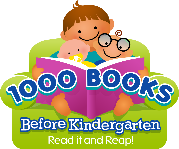 1000 BOOKS
Before Kindergarten
Read it and Reap!